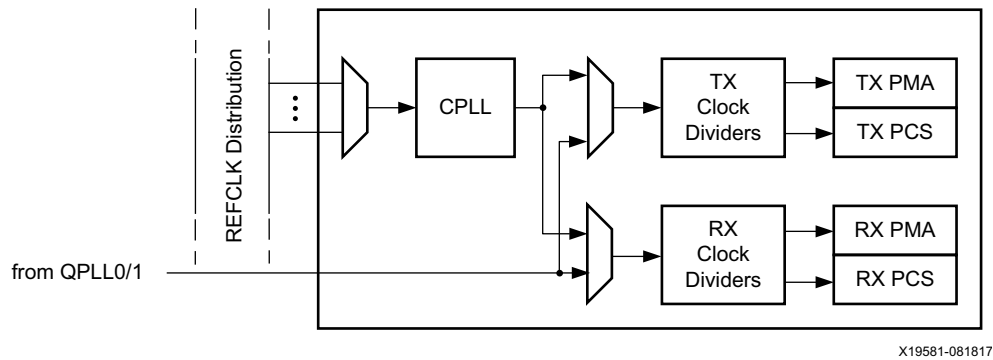 REFCLK Distribution
CPLL
TX
Clock
Dividers
TX PMA
TX PCS
RX
Clock
Dividers
RX PMA
RX PCS
from QPLL0/1
X19581-081817